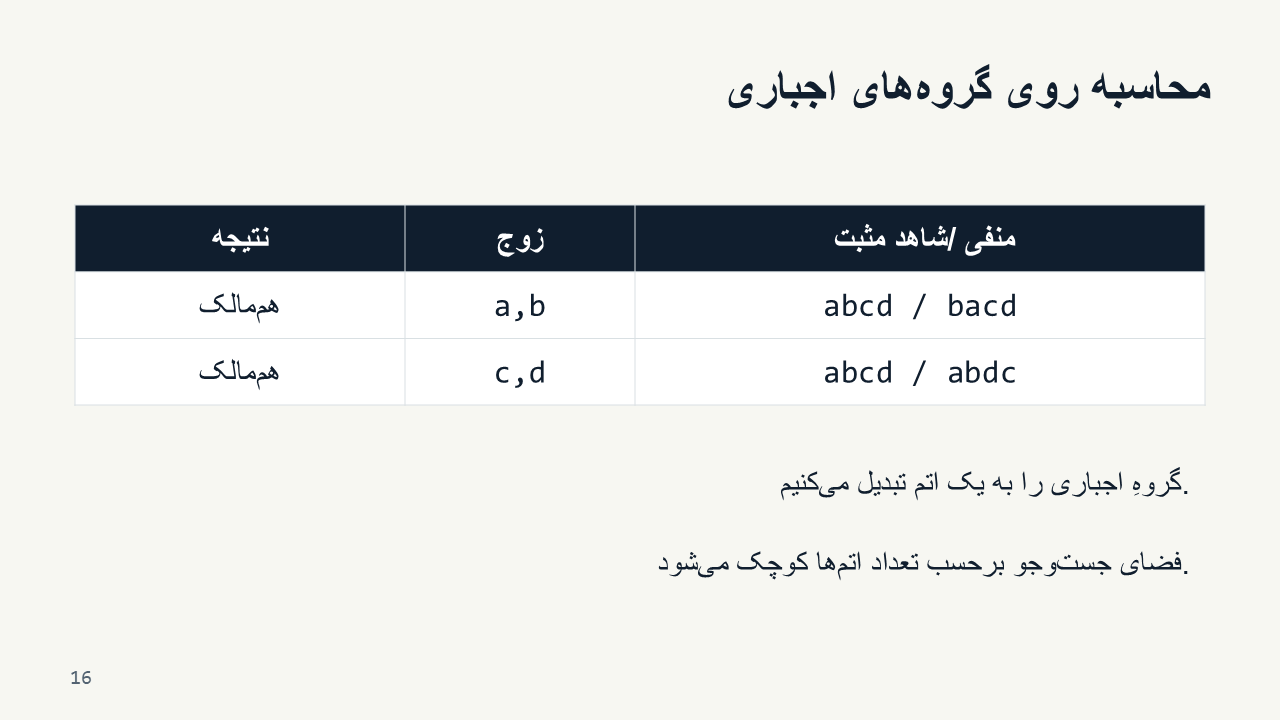 محاسبه روی گروه‌های اجباری
منفی /شاهد مثبت	زوج	نتیجه
abcd / bacd	a,b	هم‌مالک
abcd / abdc	c,d	هم‌مالک
.گروهِ اجباری را به یک اتم تبدیل می‌کنیم
.فضای جست‌وجو برحسب تعداد اتم‌ها کوچک می‌شود
16